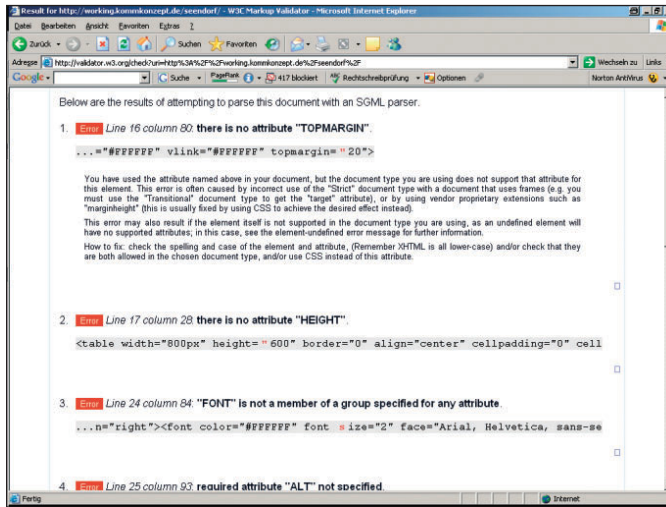 Result for http://working.kommkonzept.de/seendorf/ - W3C Markup Validator - Microsoft Internet Explorer
Datei Bearbeiten Ansicht Favoriten Extras ?
Zurück Suchen Favoriten
Adresse http://validator.w3.org/check?uri=http%3A%2F%2Fworking.kommkonzept.de%2Fseendorf%2F Wechseln zu Links
Google Suche PageRank 417 blockiert Rechtschreibprüfung Optionen Norton AntiVirus
Below are the results of attempting to parse this document with an SGML parser.
1. Error Line 16 column 80: there is no attribute "TOPMARGIN".
..."#FFFFFF" vlink="#FFFFFF" topmargin="20">
You have used the attribute named above in your document, but the document type you are using does not support that attribute for
this element. This error is often caused by incorrect use of the "Strict" document type with a document that uses frames (e.g. you
must use the "Transitional" document type to get the "target" attribute), or by using vendor proprietary extensions such as
"marginheight" (this is usually fixed by using CSS to achieve the desired effect instead).
This error may also result if the element itself is not supported in the document type you are using, as an undefined element will
have no supported attributes; in this case, see the element-undefined error message for further information.
How to fix: check the spelling and case of the element and attribute, (Remember XHTML is all lower-case) and/or check that they
are both allowed in the chosen document type, and/or use CSS instead of this attribute.
2. Error Line 17 column 28: there is no attribute "HEIGHT".
<table width="800px" height="600" border="0" align="center" cellpadding="0" cell
3. Error Line 24 column 84: "FONT" is not a member of a group specified for any attribute.
...n="right"><font color="#FFFFFF" font size="2" face="Arial, Helvetica, sans-se
4. Error Line 25 column 93: required attribute "ALT" not specified.
Fertig Internet